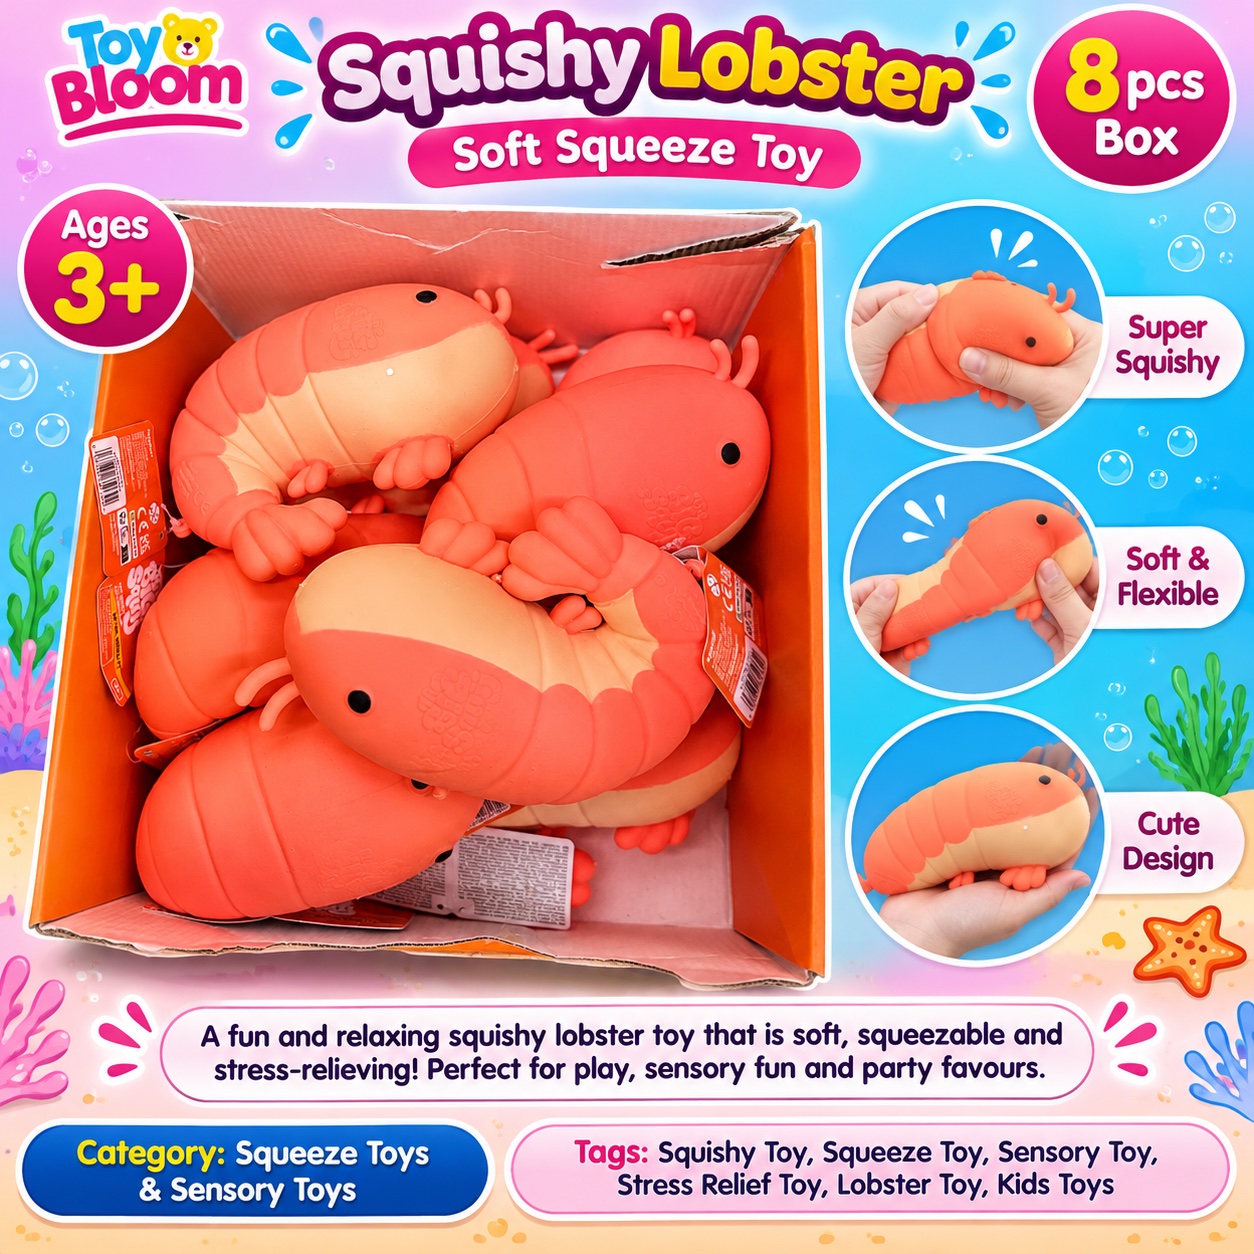 Toy
Bloom
Squishy Lobster
Soft Squeeze Toy
8 pcs
Box
Ages
3+
Super
Squishy
Soft &
Flexible
Cute
Design
A fun and relaxing squishy lobster toy that is soft, squeezable and
stress-relieving! Perfect for play, sensory fun and party favours.
Category: Squeeze Toys
& Sensory Toys
Tags: Squishy Toy, Squeeze Toy, Sensory Toy,
Stress Relief Toy, Lobster Toy, Kids Toys